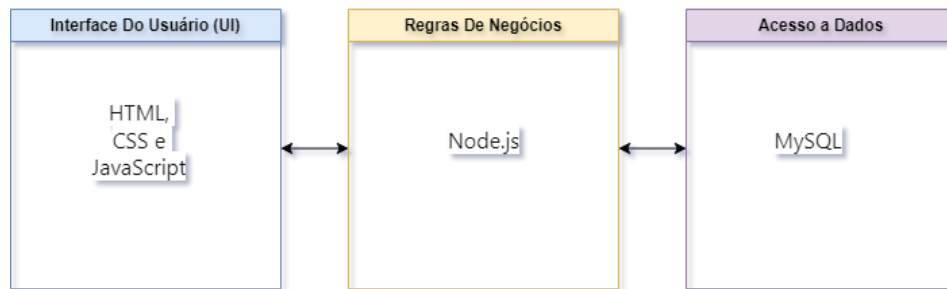 Interface Do Usuário (UI)
Regras De Negócios
Acesso a Dados
HTML,
CSS e
JavaScript
Node.js
MySQL